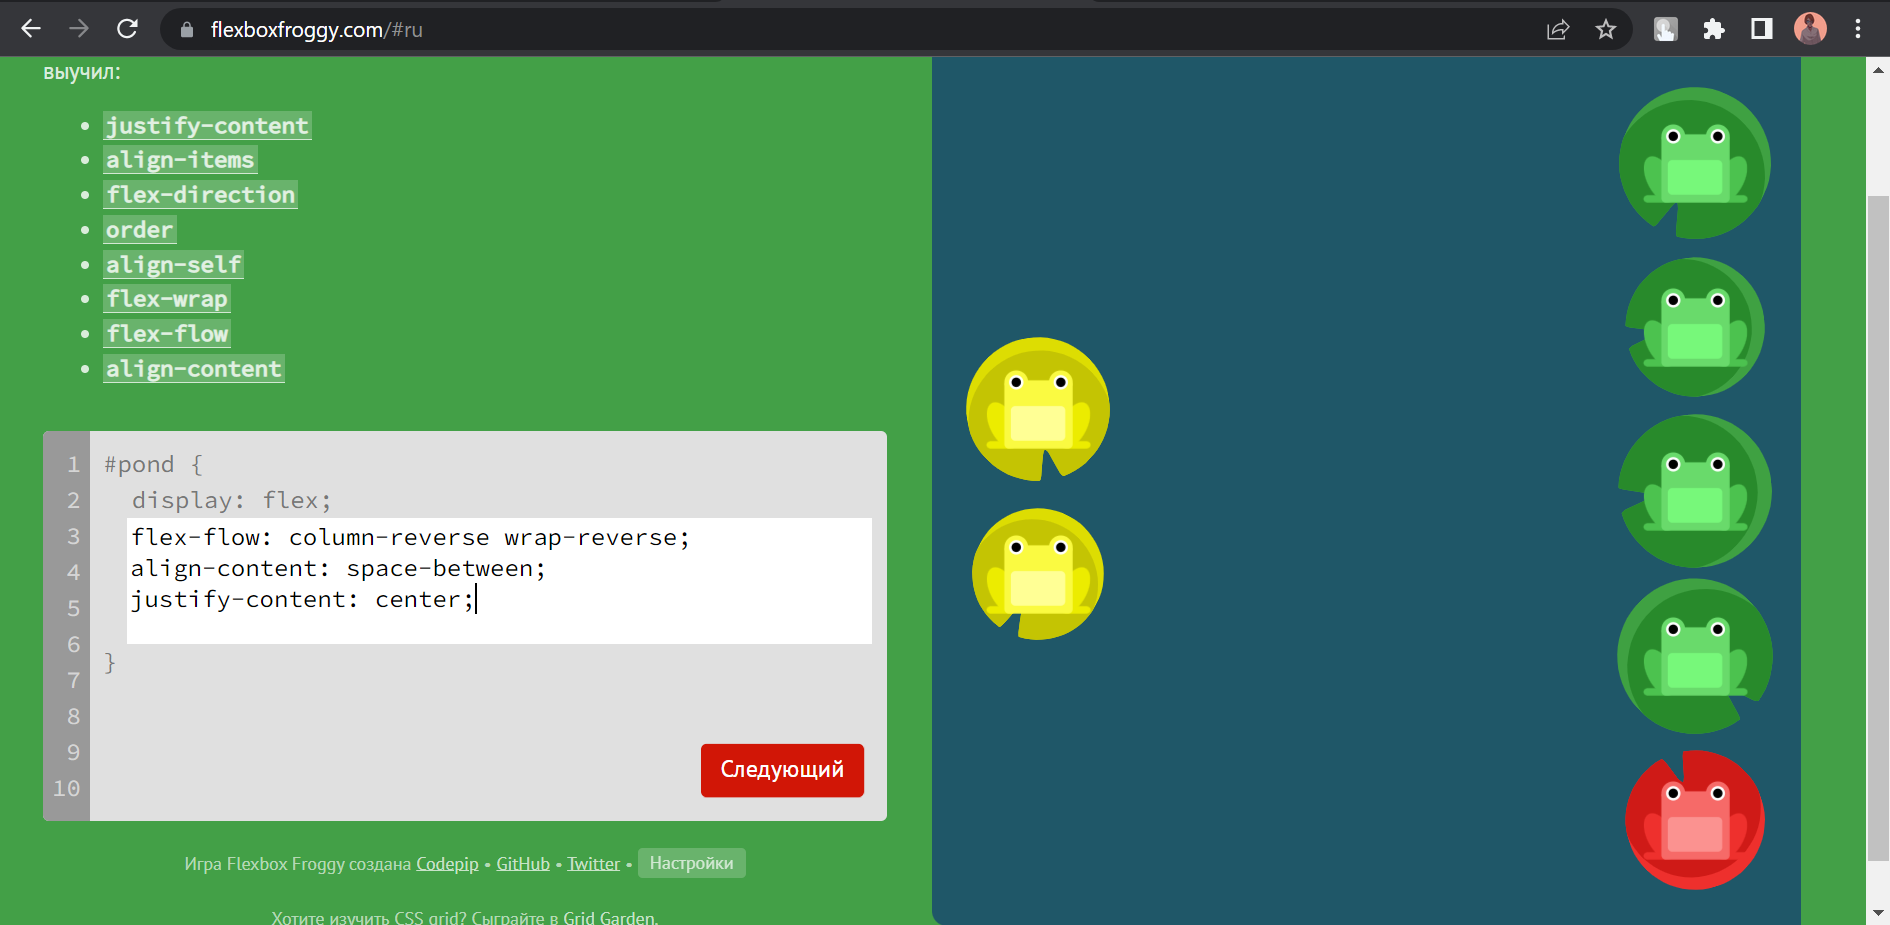 flexboxfroggy.com/#ru
выучил:
justify-content
align-items
flex-direction
order
align-self
flex-wrap
flex-flow
align-content
1 #pond {
2 display: flex;
3 flex-flow: column-reverse wrap-reverse;
4 align-content: space-between;
5 justify-content: center;
6
7 }
8
9
10
Следующий
Игра Flexbox Froggy создана Codepip • GitHub • Twitter • Настройки
Хотите изучить CSS grid? Сыграйте в Grid Garden.